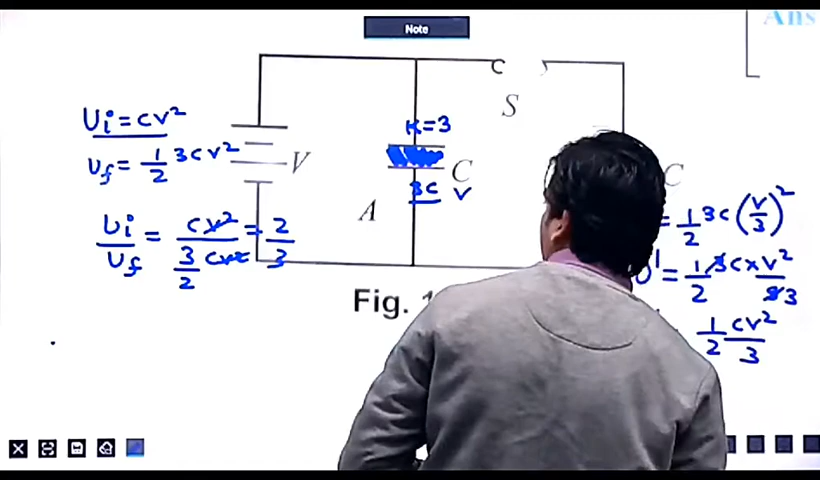 Note
Ans
C
S
K=3
Ui = CV²
Uf = 1/2 3CV²
V
C
3C V
A
C
Ui/Uf = CV²/(3/2 CV²) = 2/3
= 1/2 3C (V/3)²
= 1/2 3C × V²/9 3
1/2 CV²/3
Fig.